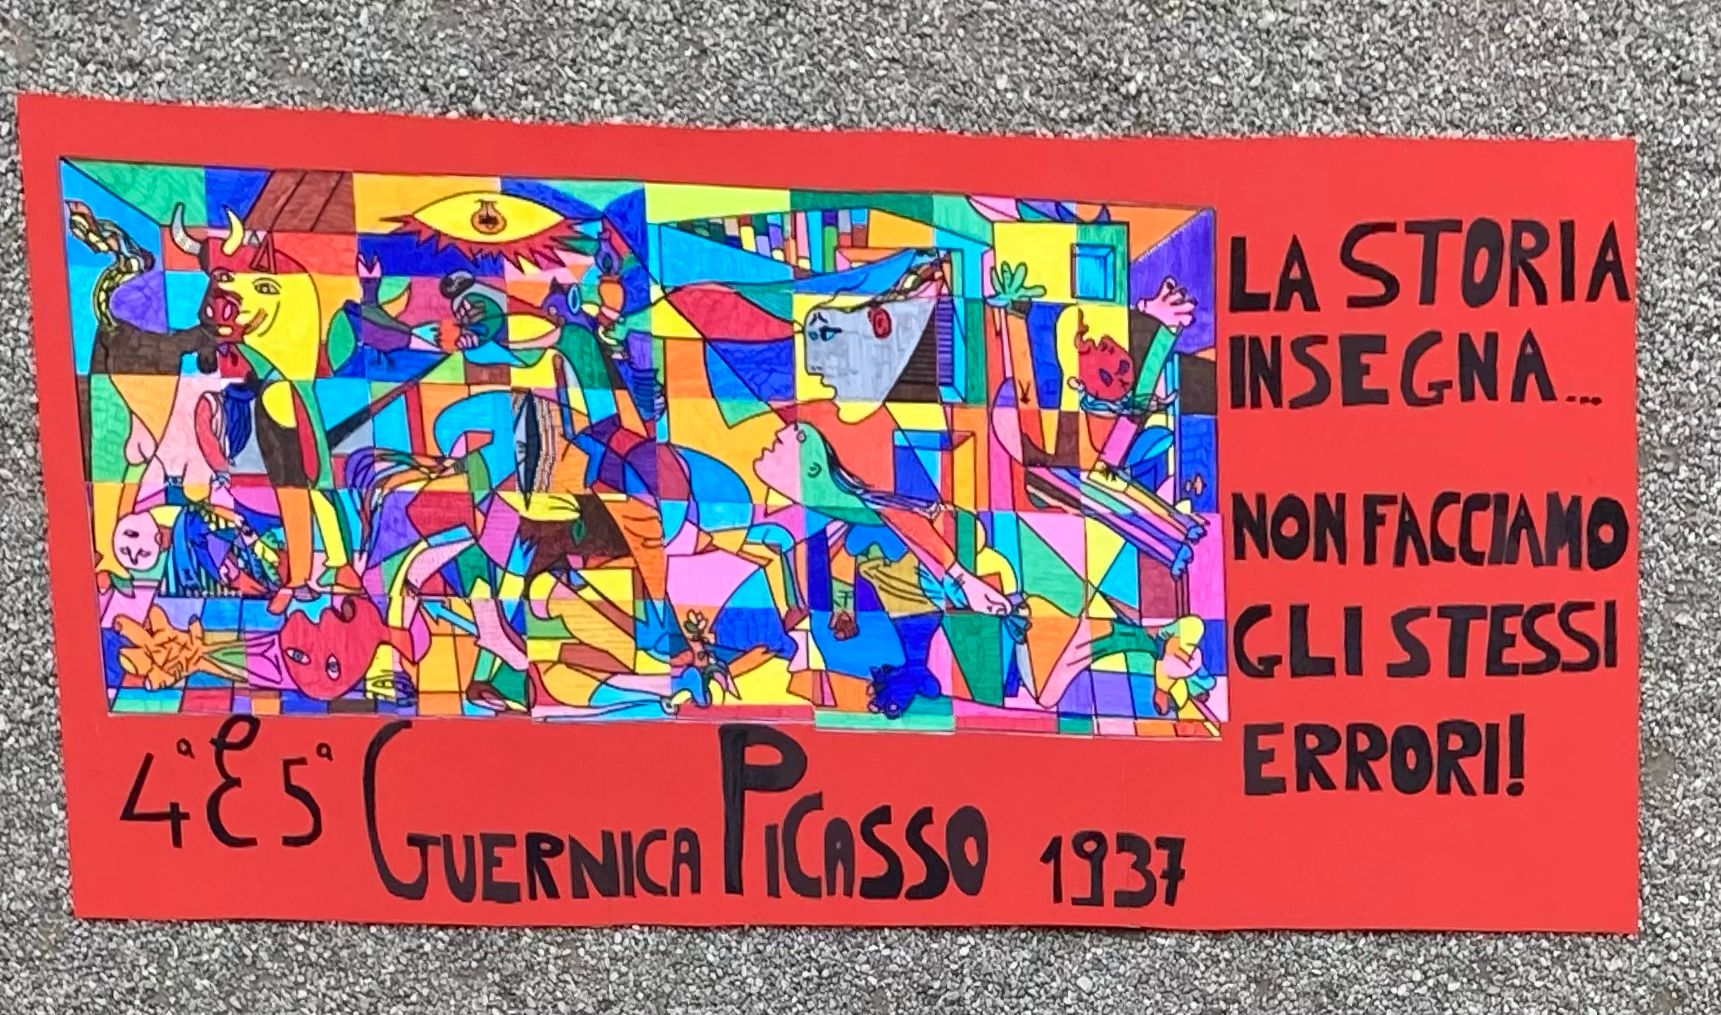 LA STORIA
INSEGNA...
NON FACCIAMO
GLI STESSI
ERRORI!
4ª E 5ª GUERNICA PICASSO 1937